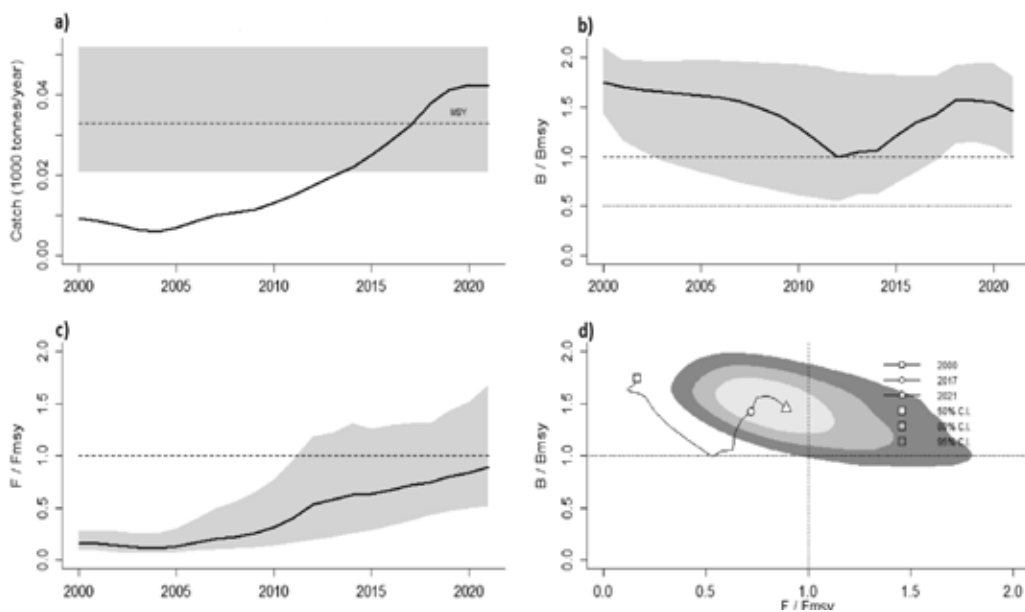 a)
Catch (1000 tonnes/year)
0.00 0.02 0.04
MSY
2000 2005 2010 2015 2020
b)
B / Bmsy
0.0 0.5 1.0 1.5 2.0
2000 2005 2010 2015 2020
c)
F / Fmsy
0.0 0.5 1.0 1.5 2.0
2000 2005 2010 2015 2020
d)
B / Bmsy
0.0 0.5 1.0 1.5 2.0
2000
2017
2021
50% C.I.
80% C.I.
95% C.I.
0.0 0.5 1.0 1.5 2.0
F / Fmsy